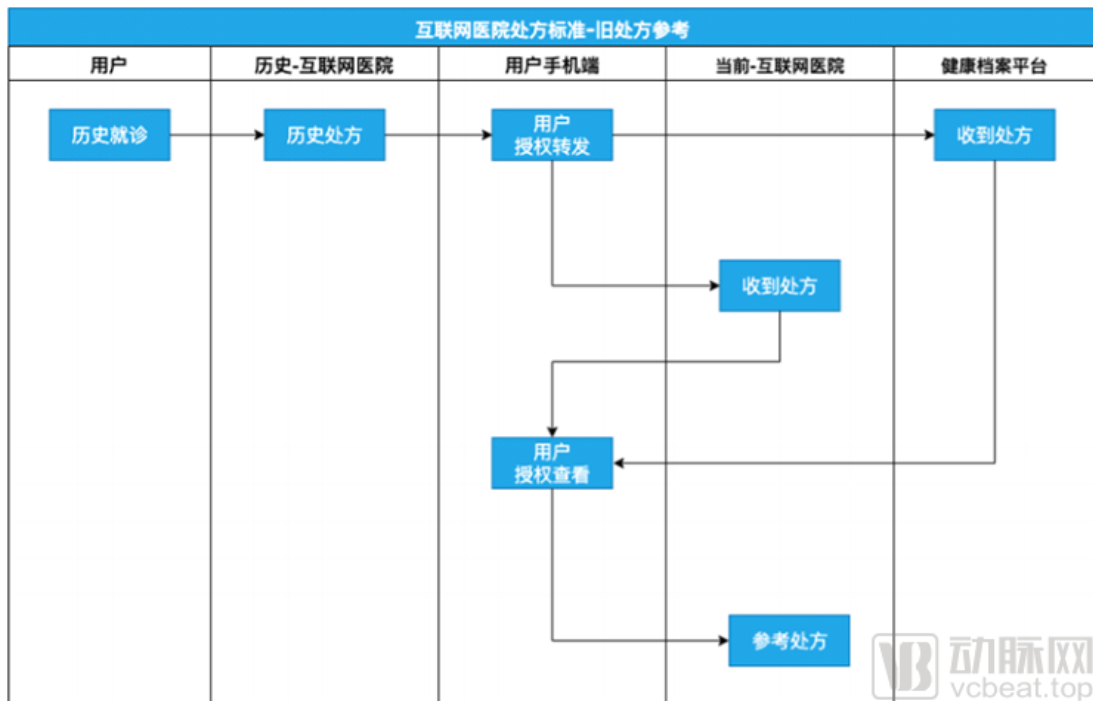 互联网医院处方标准-旧处方参考
用户
历史-互联网医院
用户手机端
当前-互联网医院
健康档案平台
历史就诊
历史处方
用户
授权转发
收到处方
收到处方
用户
授权查看
参考处方
动脉网
vcbeat.top